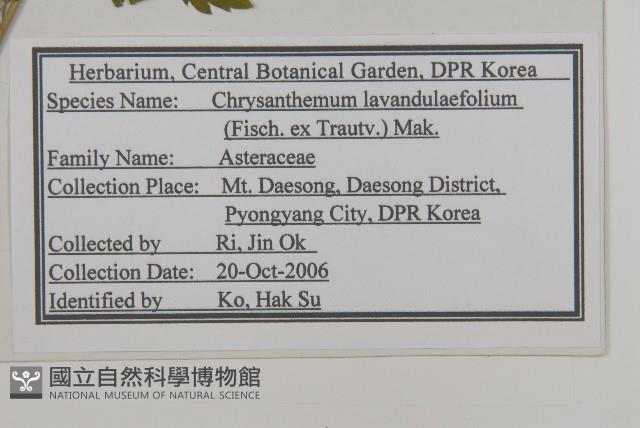 Herbarium, Central Botanical Garden, DPR Korea
Species Name: Chrysanthemum lavandulaefolium
(Fisch. ex Trautv.) Mak.
Family Name: Asteraceae
Collection Place: Mt. Daesong, Daesong District,
Pyongyang City, DPR Korea
Collected by Ri, Jin Ok
Collection Date: 20-Oct-2006
Identified by Ko, Hak Su
國立自然科學博物館
NATIONAL MUSEUM OF NATURAL SCIENCE